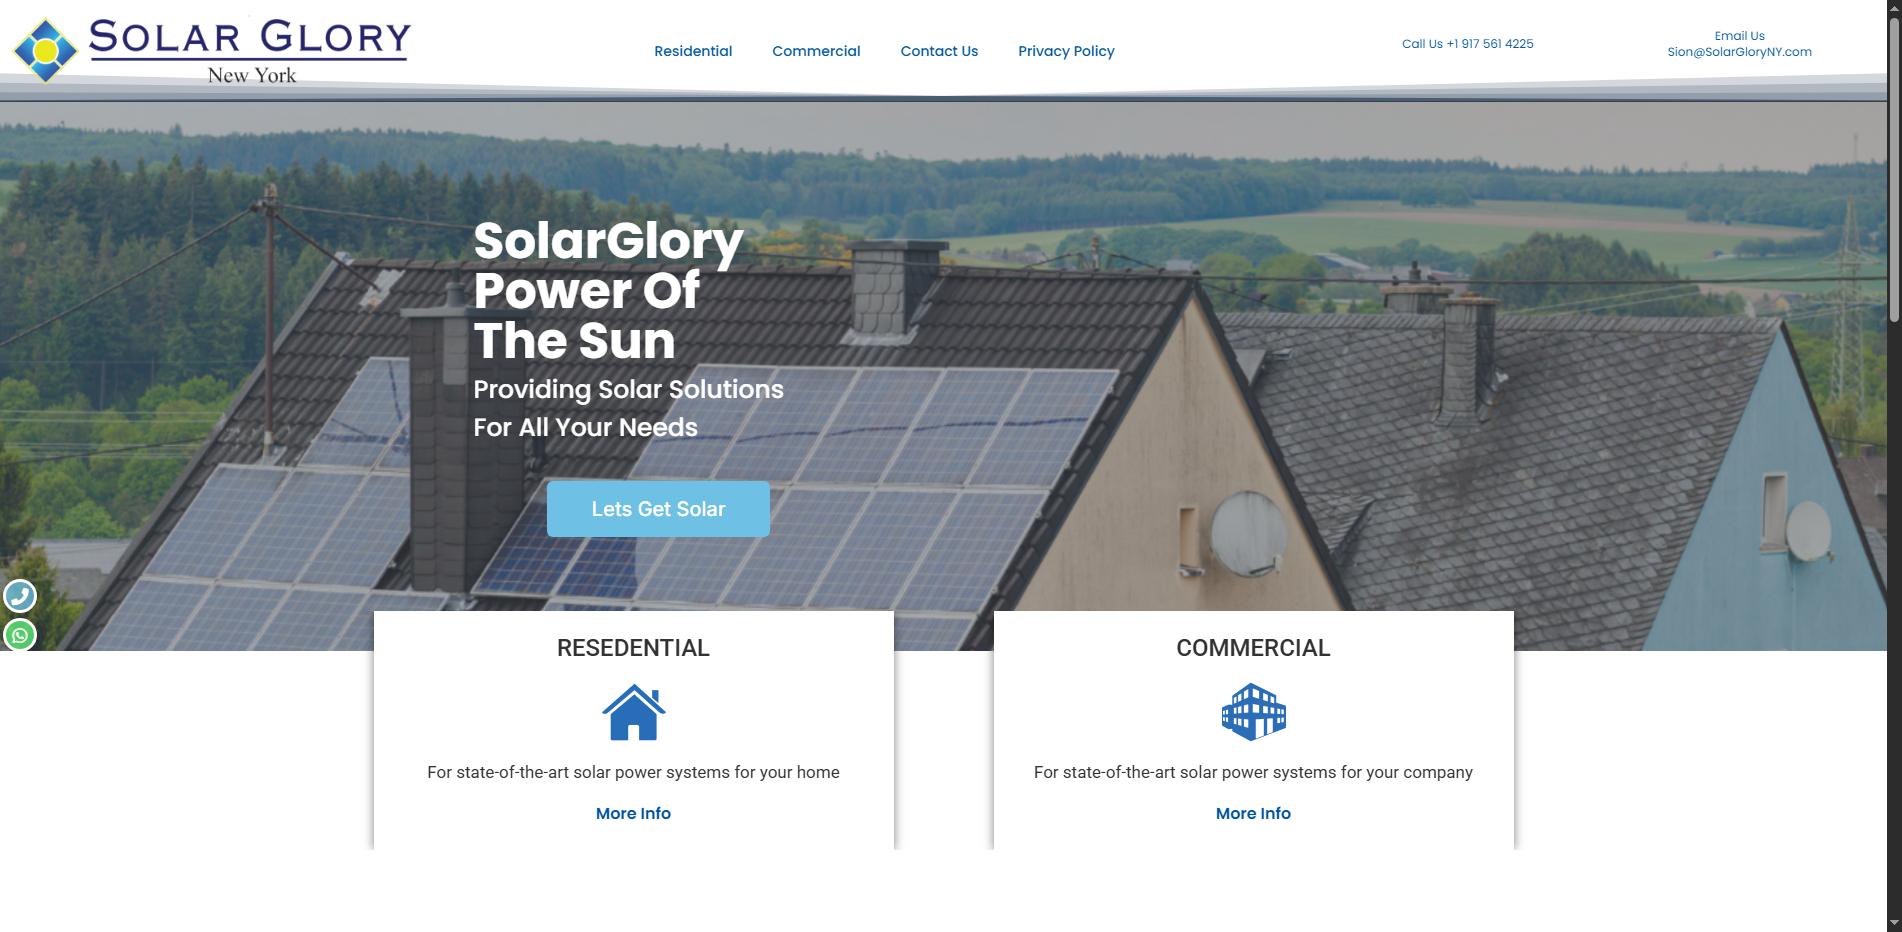 SOLAR GLORY
New York
Residential
Commercial
Contact Us
Privacy Policy
Call Us +1 917 561 4225
Email Us
Sion@SolarGloryNY.com
SolarGlory
Power Of
The Sun
Providing Solar Solutions
For All Your Needs
Lets Get Solar
RESEDENTIAL
For state-of-the-art solar power systems for your home
More Info
COMMERCIAL
For state-of-the-art solar power systems for your company
More Info